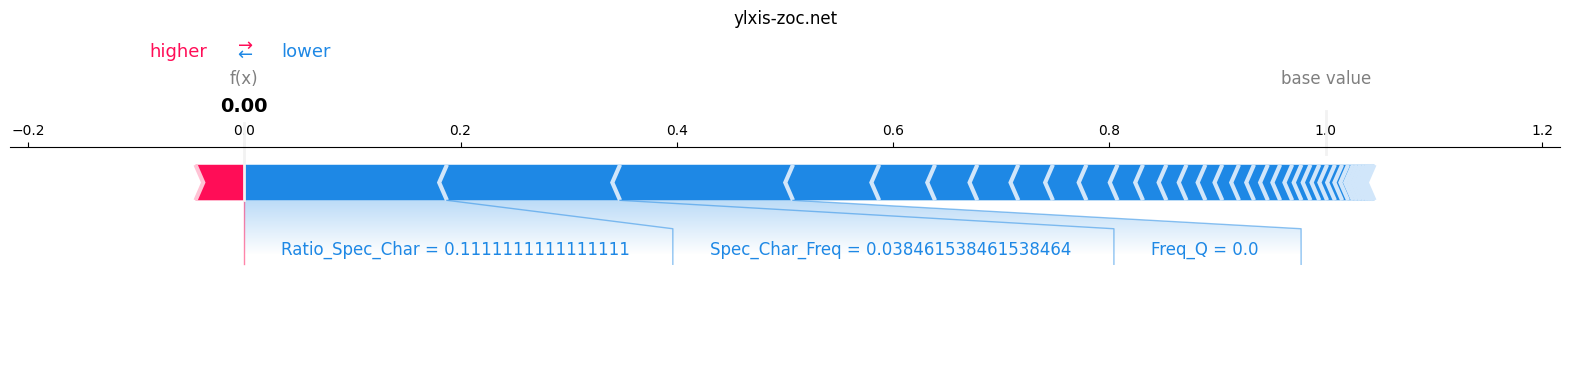 ylxis-zoc.net
higher ⇄ lower
f(x)
base value
0.00
−0.2
0.0
0.2
0.4
0.6
0.8
1.0
1.2
Ratio_Spec_Char = 0.1111111111111111
Spec_Char_Freq = 0.038461538461538464
Freq_Q = 0.0